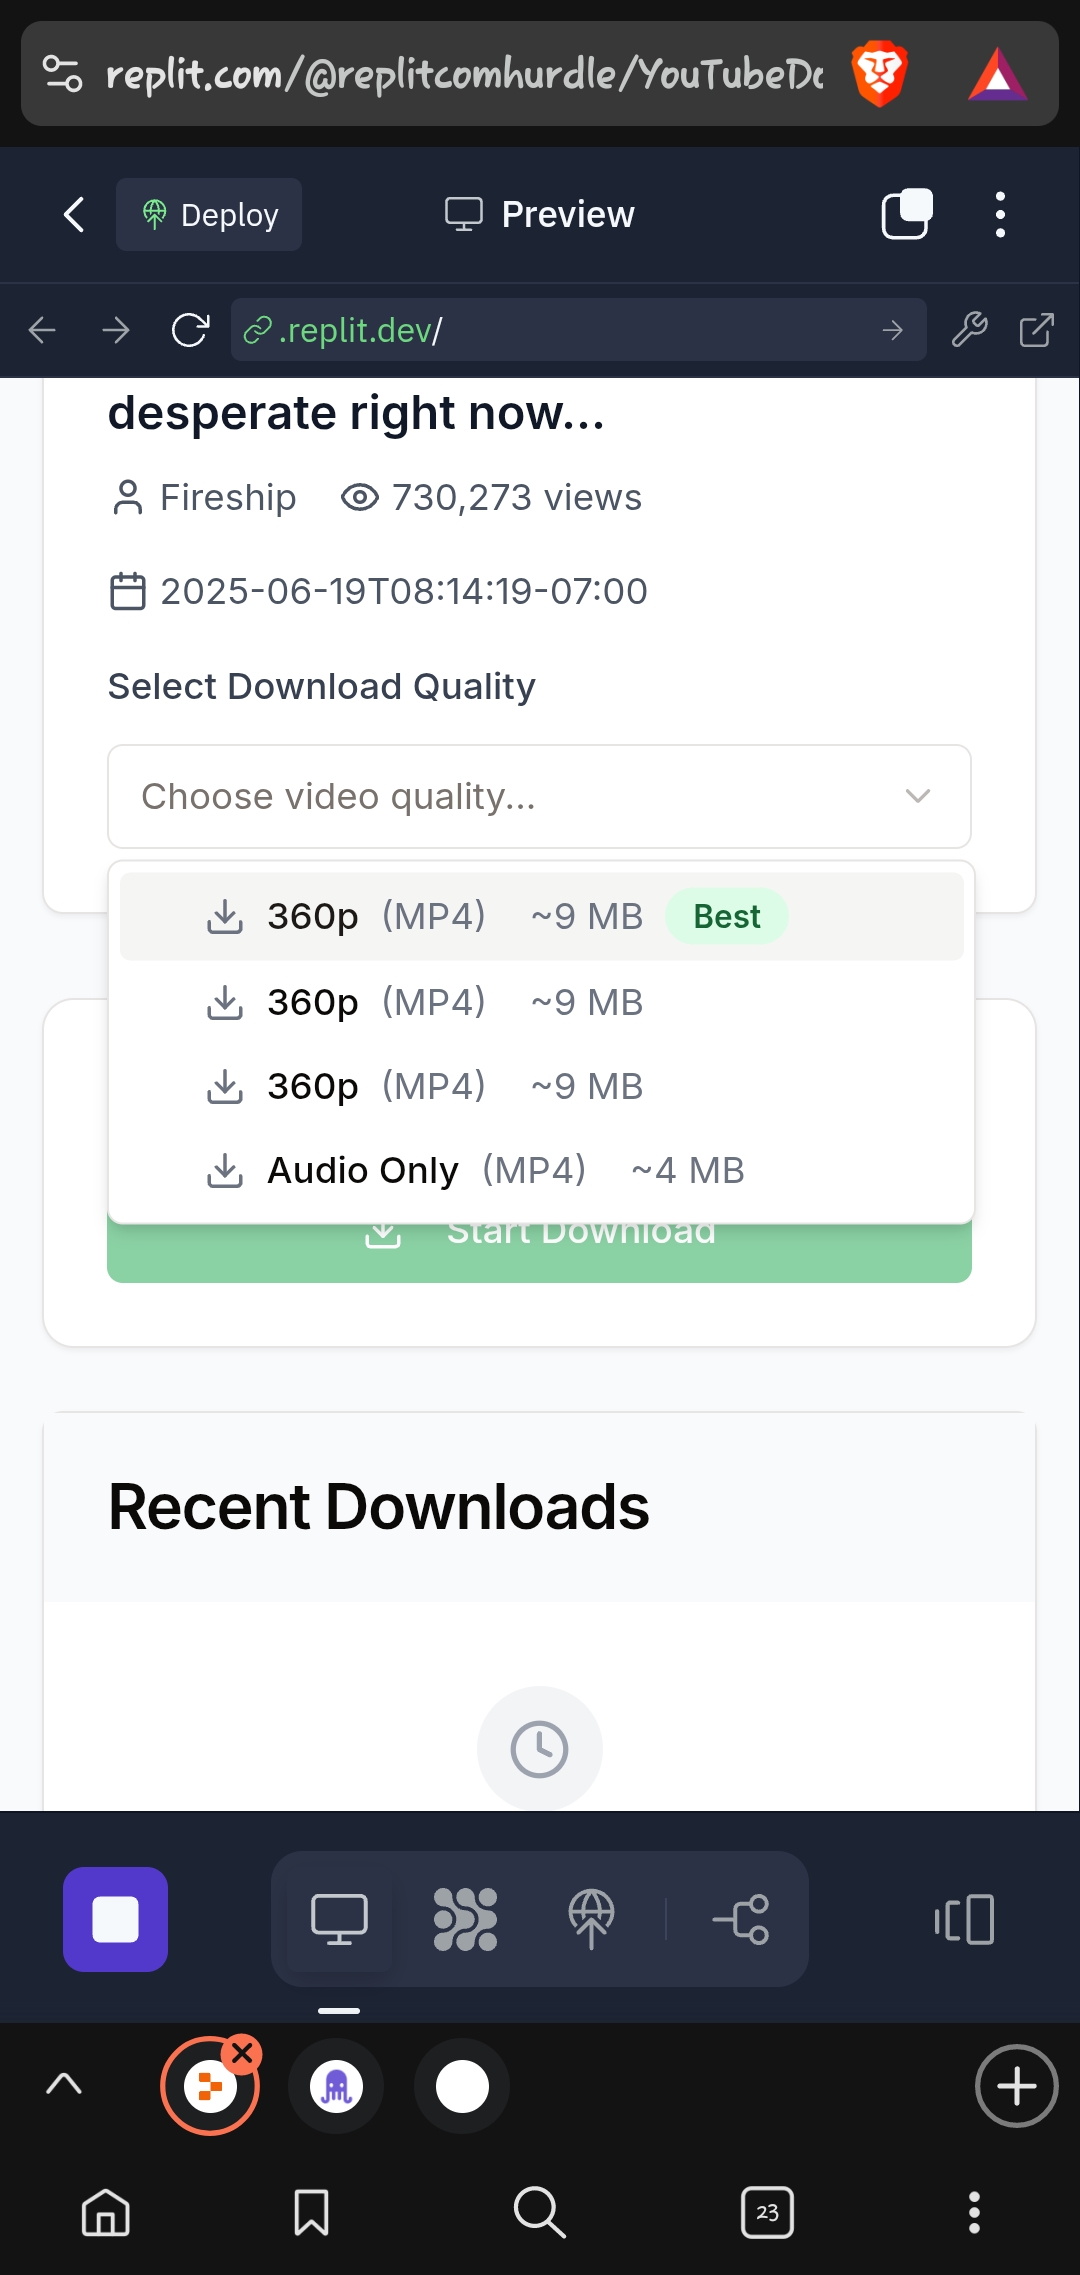 replit.com/@replitcomhurdle/YouTubeDo
Deploy
Preview
.replit.dev/
desperate right now...
Fireship 730,273 views
2025-06-19T08:14:19-07:00
Select Download Quality
Choose video quality...
360p (MP4) ~9 MB Best
360p (MP4) ~9 MB
360p (MP4) ~9 MB
Audio Only (MP4) ~4 MB
Start Download
Recent Downloads
23